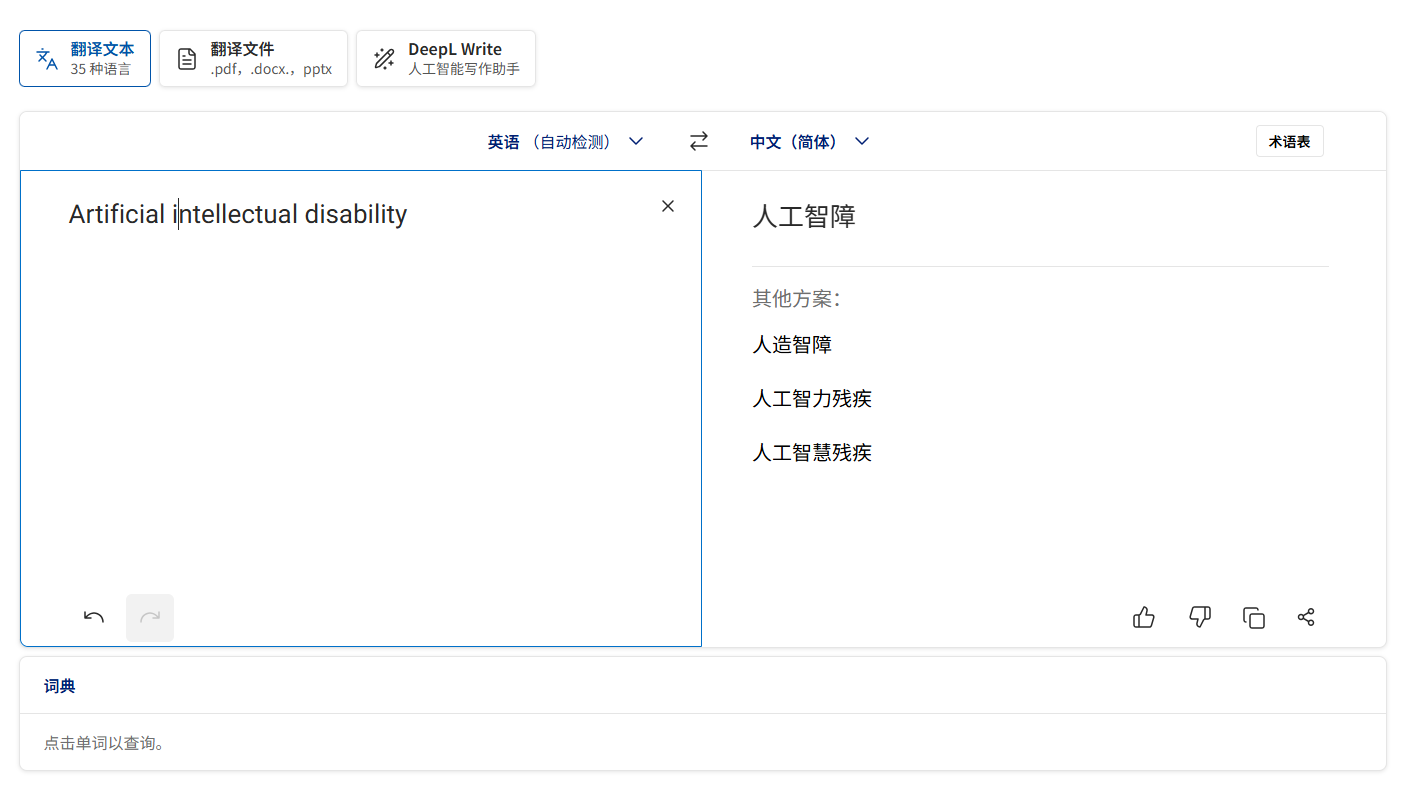 翻译文本
35 种语言
翻译文件
.pdf，.docx.，pptx
DeepL Write
人工智能写作助手
英语 （自动检测）
中文（简体）
术语表
Artificial intellectual disability
人工智障
其他方案：
人造智障
人工智力残疾
人工智慧残疾
词典
点击单词以查询。